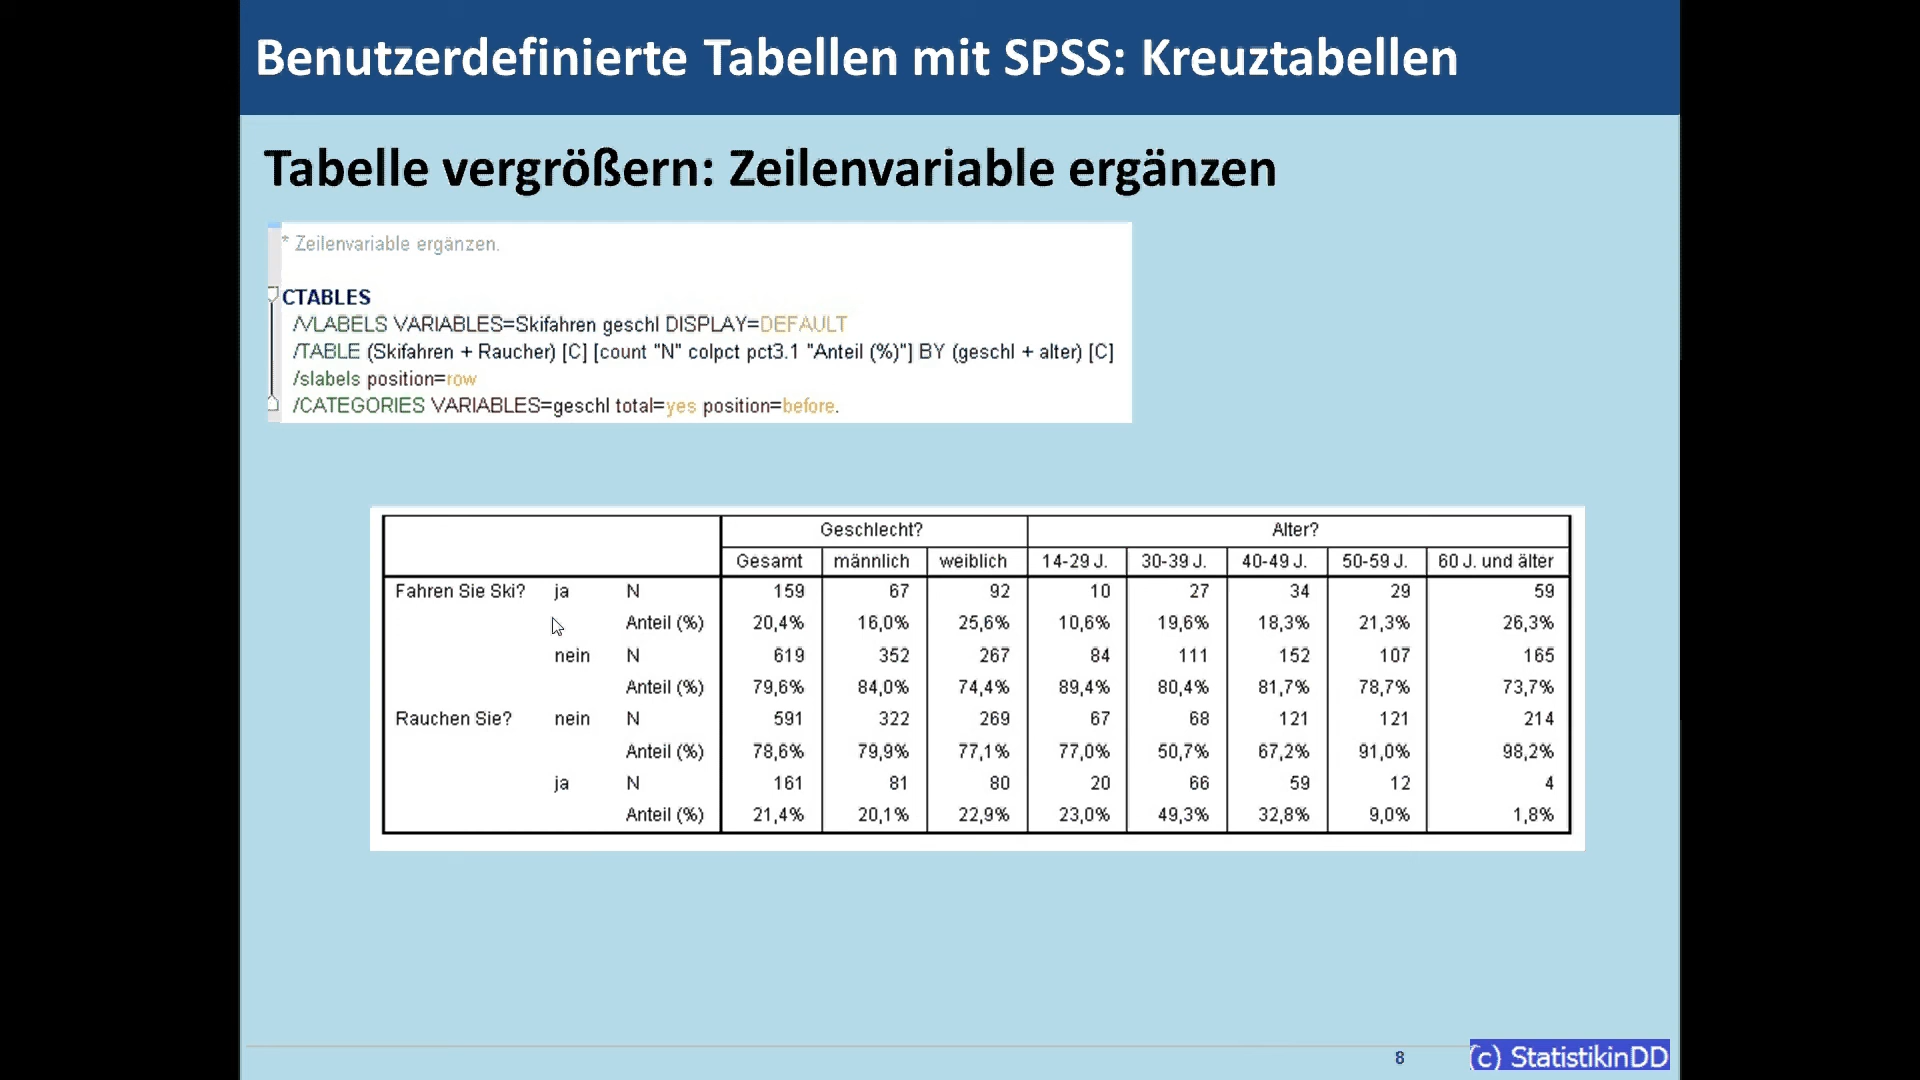 Benutzerdefinierte Tabellen mit SPSS: Kreuztabellen
Tabelle vergrößern: Zeilenvariable ergänzen
* Zeilenvariable ergänzen.
CTABLES
/VLABELS VARIABLES=Skifahren geschl DISPLAY=DEFAULT
/TABLE (Skifahren + Raucher) [C] [count "N" colpct pct3.1 "Anteil (%)"] BY (geschl + alter) [C]
/slabels position=row
/CATEGORIES VARIABLES=geschl total=yes position=before.
Geschlecht? Alter?
Gesamt männlich weiblich 14-29 J. 30-39 J. 40-49 J. 50-59 J. 60 J. und älter
Fahren Sie Ski? ja N 159 67 92 10 27 34 29 59
Anteil (%) 20,4% 16,0% 25,6% 10,6% 19,6% 18,3% 21,3% 26,3%
nein N 619 352 267 84 111 152 107 165
Anteil (%) 79,6% 84,0% 74,4% 89,4% 80,4% 81,7% 78,7% 73,7%
Rauchen Sie? nein N 591 322 269 67 68 121 121 214
Anteil (%) 78,6% 79,9% 77,1% 77,0% 50,7% 67,2% 91,0% 98,2%
ja N 161 81 80 20 66 59 12 4
Anteil (%) 21,4% 20,1% 22,9% 23,0% 49,3% 32,8% 9,0% 1,8%
8
(c) StatistikinDD